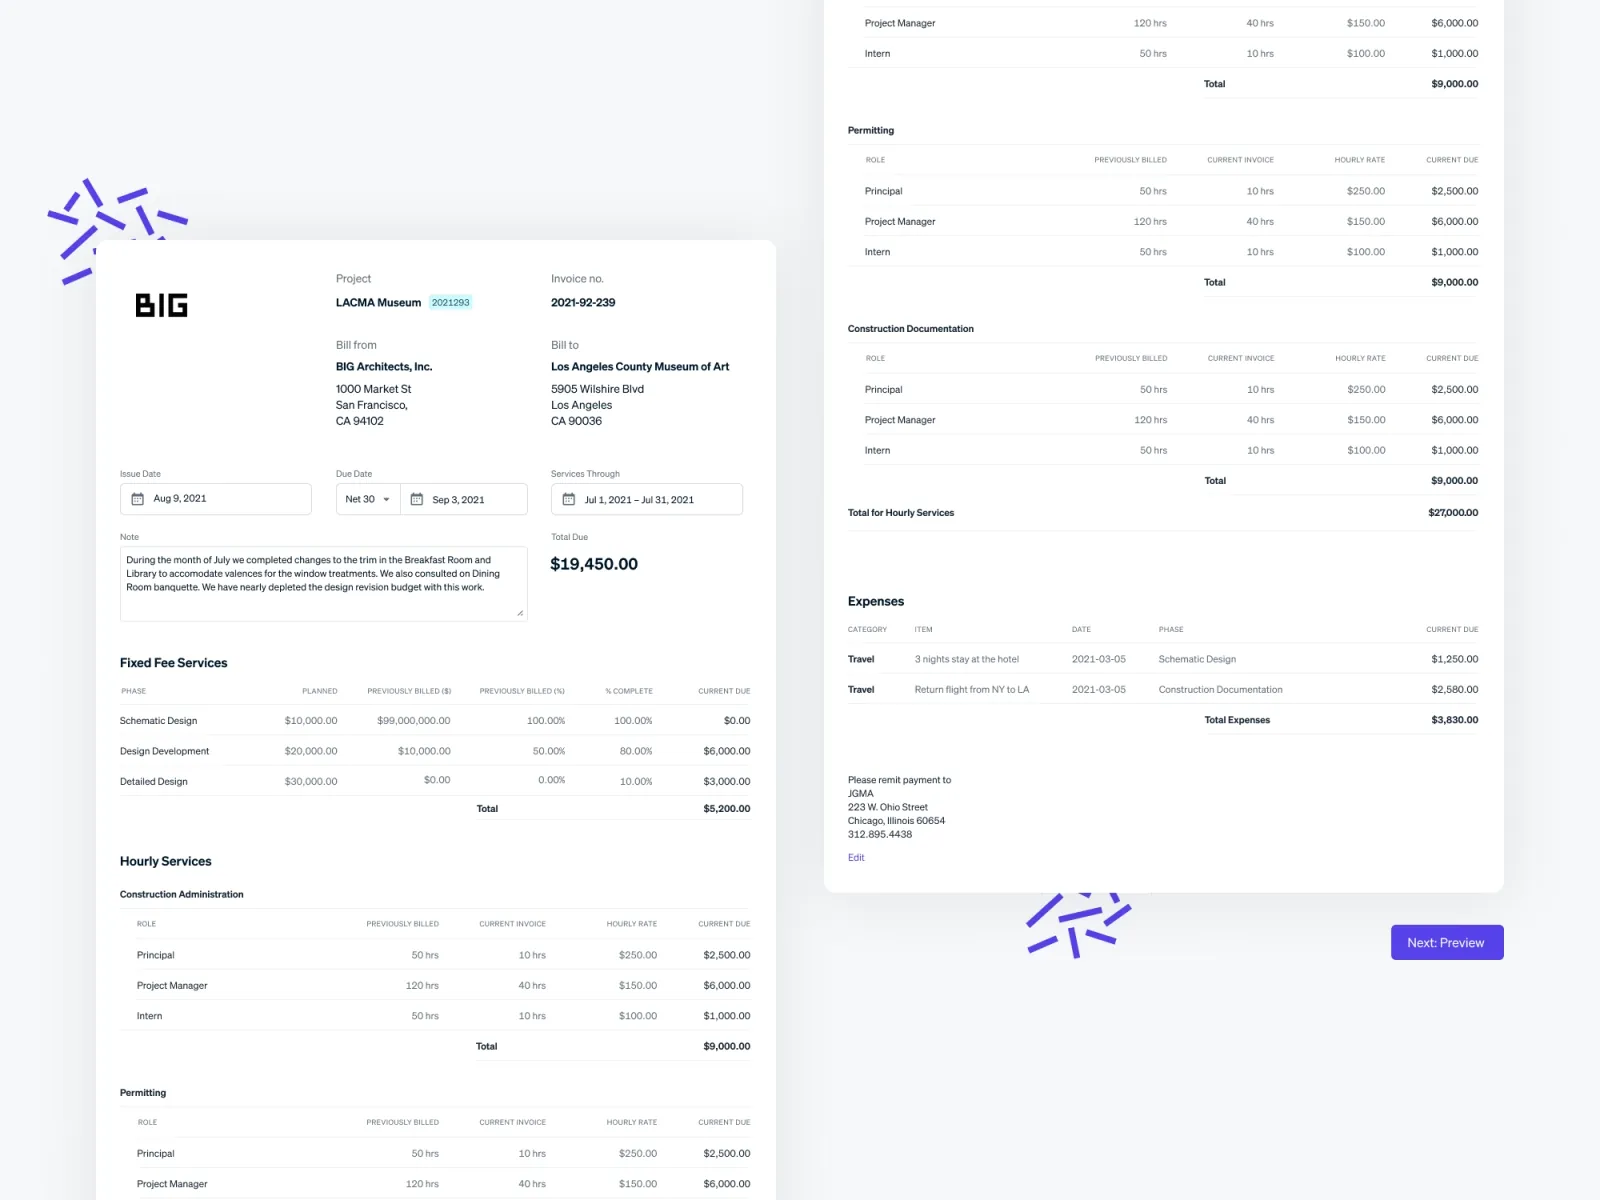 BIG
Project
LACMA Museum 2021293
Invoice no.
2021-92-239
Bill from
BIG Architects, Inc.
1000 Market St
San Francisco,
CA 94102
Bill to
Los Angeles County Museum of Art
5905 Wilshire Blvd
Los Angeles
CA 90036
Issue Date
Aug 9, 2021
Due Date
Net 30 Sep 3, 2021
Services Through
Jul 1, 2021 – Jul 31, 2021
Note
During the month of July we completed changes to the trim in the Breakfast Room and
Library to accomodate valences for the window treatments. We also consulted on Dining
Room banquette. We have nearly depleted the design revision budget with this work.
Total Due
$19,450.00
Fixed Fee Services
PHASE PLANNED PREVIOUSLY BILLED ($) PREVIOUSLY BILLED (%) % COMPLETE CURRENT DUE
Schematic Design $10,000.00 $99,000,000.00 100.00% 100.00% $0.00
Design Development $20,000.00 $10,000.00 50.00% 80.00% $6,000.00
Detailed Design $30,000.00 $0.00 0.00% 10.00% $3,000.00
Total $5,200.00
Hourly Services
Construction Administration
ROLE PREVIOUSLY BILLED CURRENT INVOICE HOURLY RATE CURRENT DUE
Principal 50 hrs 10 hrs $250.00 $2,500.00
Project Manager 120 hrs 40 hrs $150.00 $6,000.00
Intern 50 hrs 10 hrs $100.00 $1,000.00
Total $9,000.00
Permitting
ROLE PREVIOUSLY BILLED CURRENT INVOICE HOURLY RATE CURRENT DUE
Principal 50 hrs 10 hrs $250.00 $2,500.00
Project Manager 120 hrs 40 hrs $150.00 $6,000.00
Project Manager 120 hrs 40 hrs $150.00 $6,000.00
Intern 50 hrs 10 hrs $100.00 $1,000.00
Total $9,000.00
Permitting
ROLE PREVIOUSLY BILLED CURRENT INVOICE HOURLY RATE CURRENT DUE
Principal 50 hrs 10 hrs $250.00 $2,500.00
Project Manager 120 hrs 40 hrs $150.00 $6,000.00
Intern 50 hrs 10 hrs $100.00 $1,000.00
Total $9,000.00
Construction Documentation
ROLE PREVIOUSLY BILLED CURRENT INVOICE HOURLY RATE CURRENT DUE
Principal 50 hrs 10 hrs $250.00 $2,500.00
Project Manager 120 hrs 40 hrs $150.00 $6,000.00
Intern 50 hrs 10 hrs $100.00 $1,000.00
Total $9,000.00
Total for Hourly Services $27,000.00
Expenses
CATEGORY ITEM DATE PHASE CURRENT DUE
Travel 3 nights stay at the hotel 2021-03-05 Schematic Design $1,250.00
Travel Return flight from NY to LA 2021-03-05 Construction Documentation $2,580.00
Total Expenses $3,830.00
Please remit payment to
JGMA
223 W. Ohio Street
Chicago, Illinois 60654
312.895.4438
Edit
Next: Preview